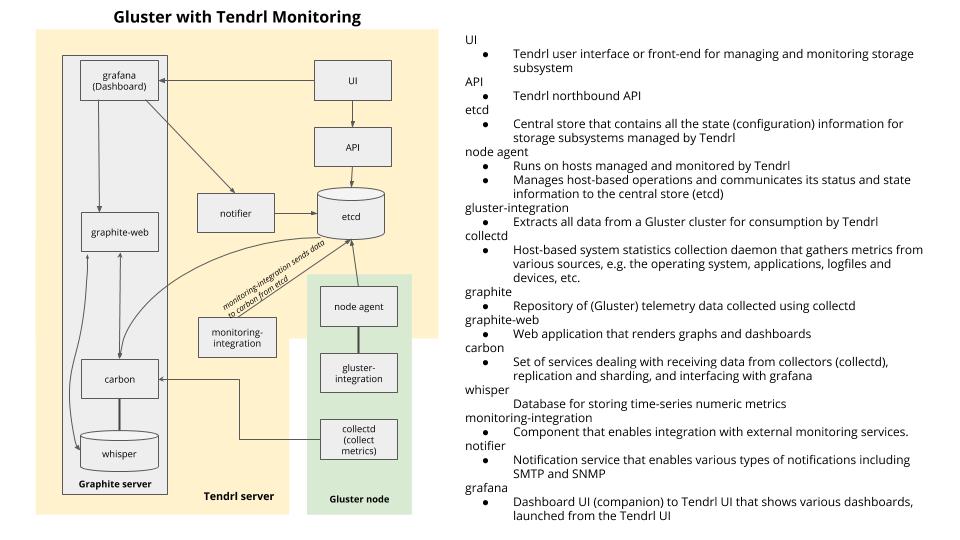 Gluster with Tendrl Monitoring
grafana
(Dashboard)
UI
API
notifier
etcd
graphite-web
monitoring-integration sends data
to carbon from etcd
node agent
monitoring-
integration
gluster-
integration
carbon
collectd
(collect
metrics)
whisper
Graphite server
Tendrl server
Gluster node
UI
● Tendrl user interface or front-end for managing and monitoring storage
subsystem
API
● Tendrl northbound API
etcd
● Central store that contains all the state (configuration) information for
storage subsystems managed by Tendrl
node agent
● Runs on hosts managed and monitored by Tendrl
● Manages host-based operations and communicates its status and state
information to the central store (etcd)
gluster-integration
● Extracts all data from a Gluster cluster for consumption by Tendrl
collectd
● Host-based system statistics collection daemon that gathers metrics from
various sources, e.g. the operating system, applications, logfiles and
devices, etc.
graphite
● Repository of (Gluster) telemetry data collected using collectd
graphite-web
● Web application that renders graphs and dashboards
carbon
● Set of services dealing with receiving data from collectors (collectd),
replication and sharding, and interfacing with grafana
whisper
Database for storing time-series numeric metrics
monitoring-integration
● Component that enables integration with external monitoring services.
notifier
● Notification service that enables various types of notifications including
SMTP and SNMP
grafana
● Dashboard UI (companion) to Tendrl UI that shows various dashboards,
launched from the Tendrl UI